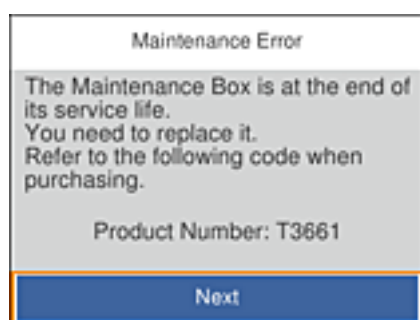 Maintenance Error
The Maintenance Box is at the end of
its service life.
You need to replace it.
Refer to the following code when
purchasing.
Product Number: T3661
Next